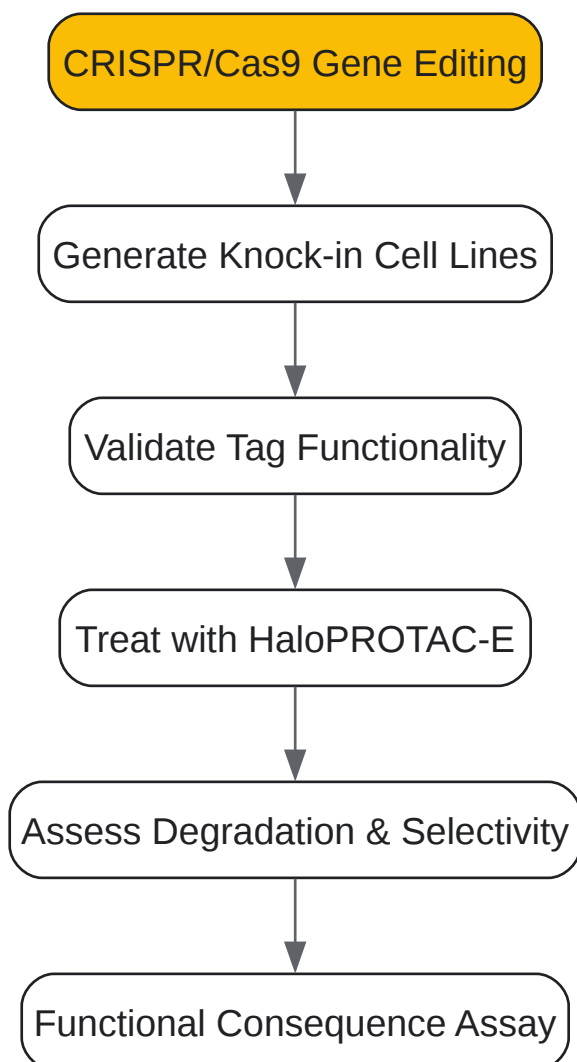 CRISPR/Cas9 Gene Editing
Generate Knock-in Cell Lines
Validate Tag Functionality
Treat with HaloPROTAC-E
Assess Degradation & Selectivity
Functional Consequence Assay